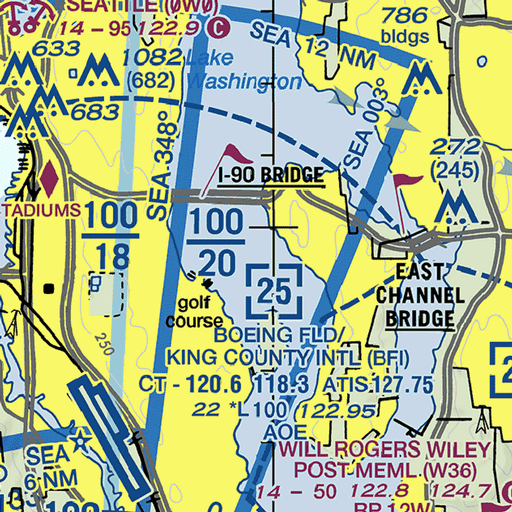 SEATTLE (0W0)
14 - 95 122.9 C
786
bldgs
SEA 12 NM
633
1082
(682)
Lake
Washington
683
SEA 348°
SEA 003°
272
(245)
I-90 BRIDGE
TADIUMS
100
18
100
20
25
EAST
CHANNEL
BRIDGE
golf
course
250
BOEING FLD/
KING COUNTY INTL (BFI)
CT - 120.6 118.3 ATIS 127.75
22 *L 100 122.95
AOE
SEA
6 NM
WILL ROGERS WILEY
POST MEML (W36)
14 - 50 122.8 124.7
RP 12W